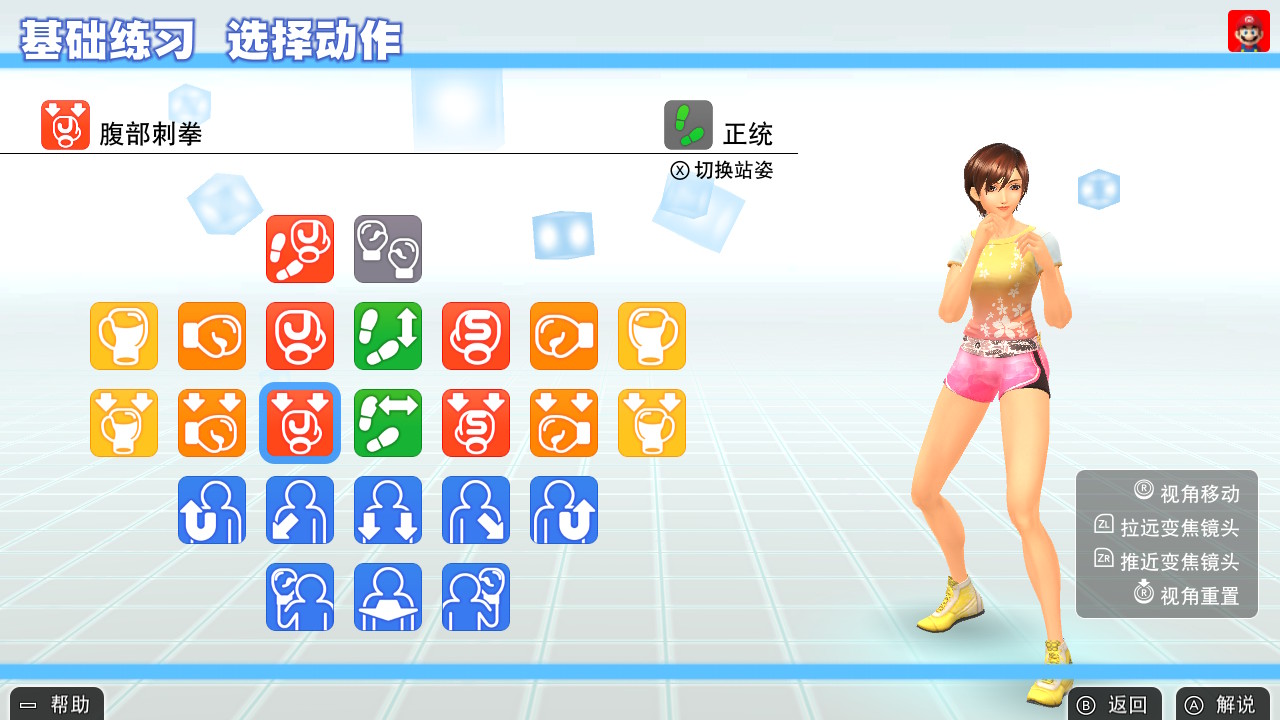 基础练习 选择动作
腹部刺拳
正统
Ⓧ 切换站姿
J
J
S
J
S
Ⓡ 视角移动
ZL 拉远变焦镜头
ZR 推近变焦镜头
Ⓡ 视角重置
帮助
Ⓑ 返回
Ⓐ 解说